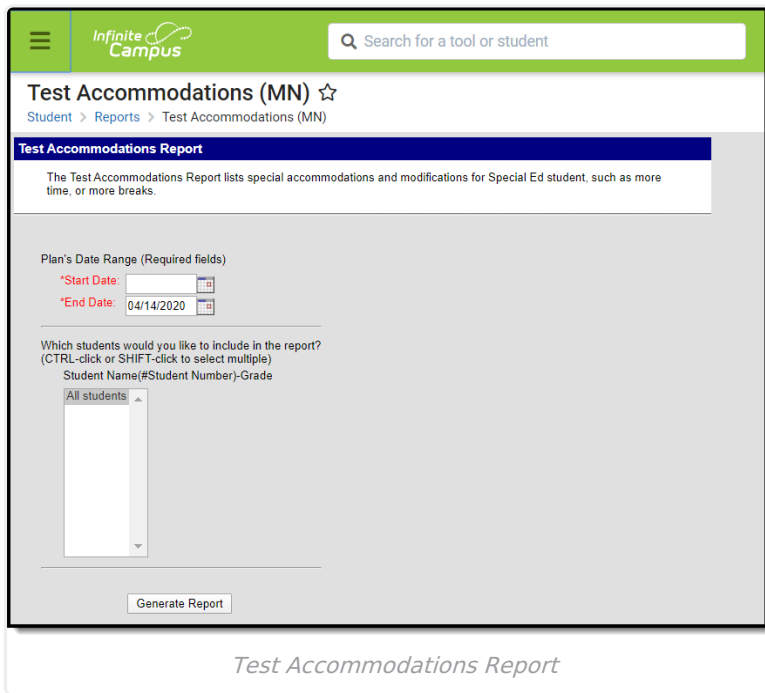 Infinite
Campus
Search for a tool or student
Test Accommodations (MN)
Student > Reports > Test Accommodations (MN)
Test Accommodations Report
The Test Accommodations Report lists special accommodations and modifications for Special Ed student, such as more
time, or more breaks.
Plan's Date Range (Required fields)
*Start Date:
*End Date: 04/14/2020
Which students would you like to include in the report?
(CTRL-click or SHIFT-click to select multiple)
Student Name(#Student Number)-Grade
All students
Generate Report
Test Accommodations Report